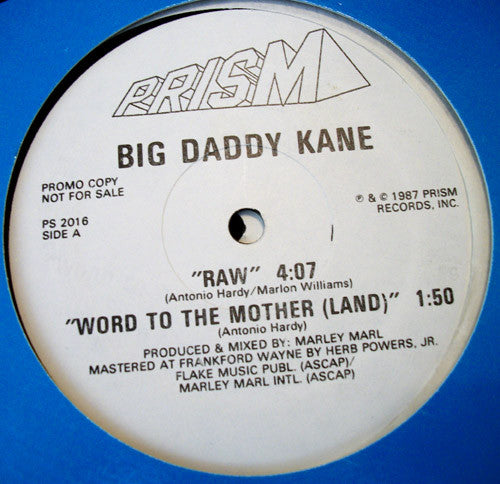 PRISM
BIG DADDY KANE
PROMO COPY
NOT FOR SALE
PS 2016
SIDE A
℗ & © 1987 PRISM
RECORDS, INC.
"RAW" 4:07
(Antonio Hardy/Marlon Williams)
"WORD TO THE MOTHER (LAND)" 1:50
(Antonio Hardy)
PRODUCED & MIXED BY: MARLEY MARL
MASTERED AT FRANKFORD WAYNE BY HERB POWERS, JR.
FLAKE MUSIC PUBL. (ASCAP)/
MARLEY MARL INTL. (ASCAP)